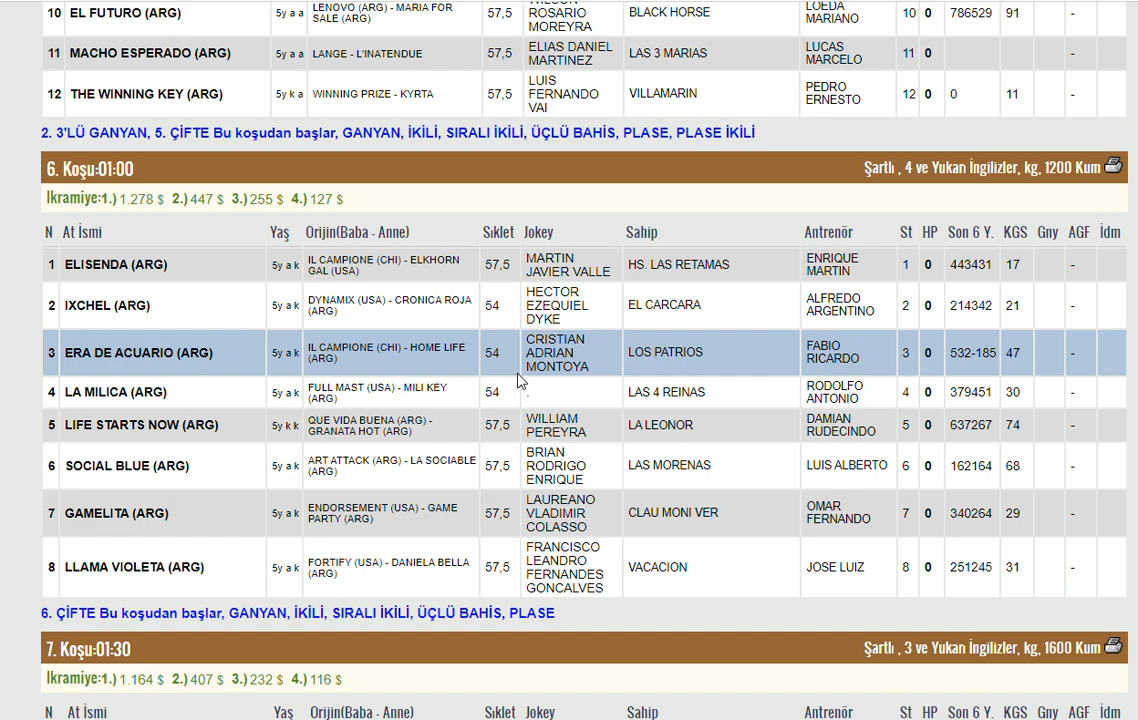 10 EL FUTURO (ARG) 5y a a LENOVO (ARG) - MARIA FOR SALE (ARG) 57,5 ROSARIO MOREYRA BLACK HORSE LOEDA MARIANO 10 0 786529 91 -
11 MACHO ESPERADO (ARG) 5y a a LANGE - L'INATENDUE 57,5 ELIAS DANIEL MARTINEZ LAS 3 MARIAS LUCAS MARCELO 11 0 -
12 THE WINNING KEY (ARG) 5y k a WINNING PRIZE - KYRTA 57,5 LUIS FERNANDO VAI VILLAMARIN PEDRO ERNESTO 12 0 0 11 -
2. 3'LÜ GANYAN, 5. ÇİFTE Bu koşudan başlar, GANYAN, İKİLİ, SIRALI İKİLİ, ÜÇLÜ BAHİS, PLASE, PLASE İKİLİ
6. Koşu:01:00 Şartlı , 4 ve Yukarı İngilizler, kg, 1200 Kum
İkramiye:1.) 1.278 $ 2.) 447 $ 3.) 255 $ 4.) 127 $
N At İsmi Yaş Orijin(Baba - Anne) Sıklet Jokey Sahip Antrenör St HP Son 6 Y. KGS Gny AGF İdm
1 ELISENDA (ARG) 5y a k IL CAMPIONE (CHI) - ELKHORN GAL (USA) 57,5 MARTIN JAVIER VALLE HS. LAS RETAMAS ENRIQUE MARTIN 1 0 443431 17 -
2 IXCHEL (ARG) 5y a k DYNAMIX (USA) - CRONICA ROJA (ARG) 54 HECTOR EZEQUIEL DYKE EL CARCARA ALFREDO ARGENTINO 2 0 214342 21 -
3 ERA DE ACUARIO (ARG) 5y a k IL CAMPIONE (CHI) - HOME LIFE (ARG) 54 CRISTIAN ADRIAN MONTOYA LOS PATRIOS FABIO RICARDO 3 0 532-185 47 -
4 LA MILICA (ARG) 5y a k FULL MAST (USA) - MILI KEY (ARG) 54 . LAS 4 REINAS RODOLFO ANTONIO 4 0 379451 30 -
5 LIFE STARTS NOW (ARG) 5y k k QUE VIDA BUENA (ARG) - GRANATA HOT (ARG) 57,5 WILLIAM PEREYRA LA LEONOR DAMIAN RUDECINDO 5 0 637267 74 -
6 SOCIAL BLUE (ARG) 5y a k ART ATTACK (ARG) - LA SOCIABLE (ARG) 57,5 BRIAN RODRIGO ENRIQUE LAS MORENAS LUIS ALBERTO 6 0 162164 68 -
7 GAMELITA (ARG) 5y a k ENDORSEMENT (USA) - GAME PARTY (ARG) 57,5 LAUREANO VLADIMIR COLASSO CLAU MONI VER OMAR FERNANDO 7 0 340264 29 -
8 LLAMA VIOLETA (ARG) 5y a k FORTIFY (USA) - DANIELA BELLA (ARG) 57,5 FRANCISCO LEANDRO FERNANDES GONCALVES VACACION JOSE LUIZ 8 0 251245 31 -
6. ÇİFTE Bu koşudan başlar, GANYAN, İKİLİ, SIRALI İKİLİ, ÜÇLÜ BAHİS, PLASE
7. Koşu:01:30 Şartlı , 3 ve Yukarı İngilizler, kg, 1600 Kum
İkramiye:1.) 1.164 $ 2.) 407 $ 3.) 232 $ 4.) 116 $
N At İsmi Yaş Orijin(Baba - Anne) Sıklet Jokey Sahip Antrenör St HP Son 6 Y. KGS Gny AGF İdm